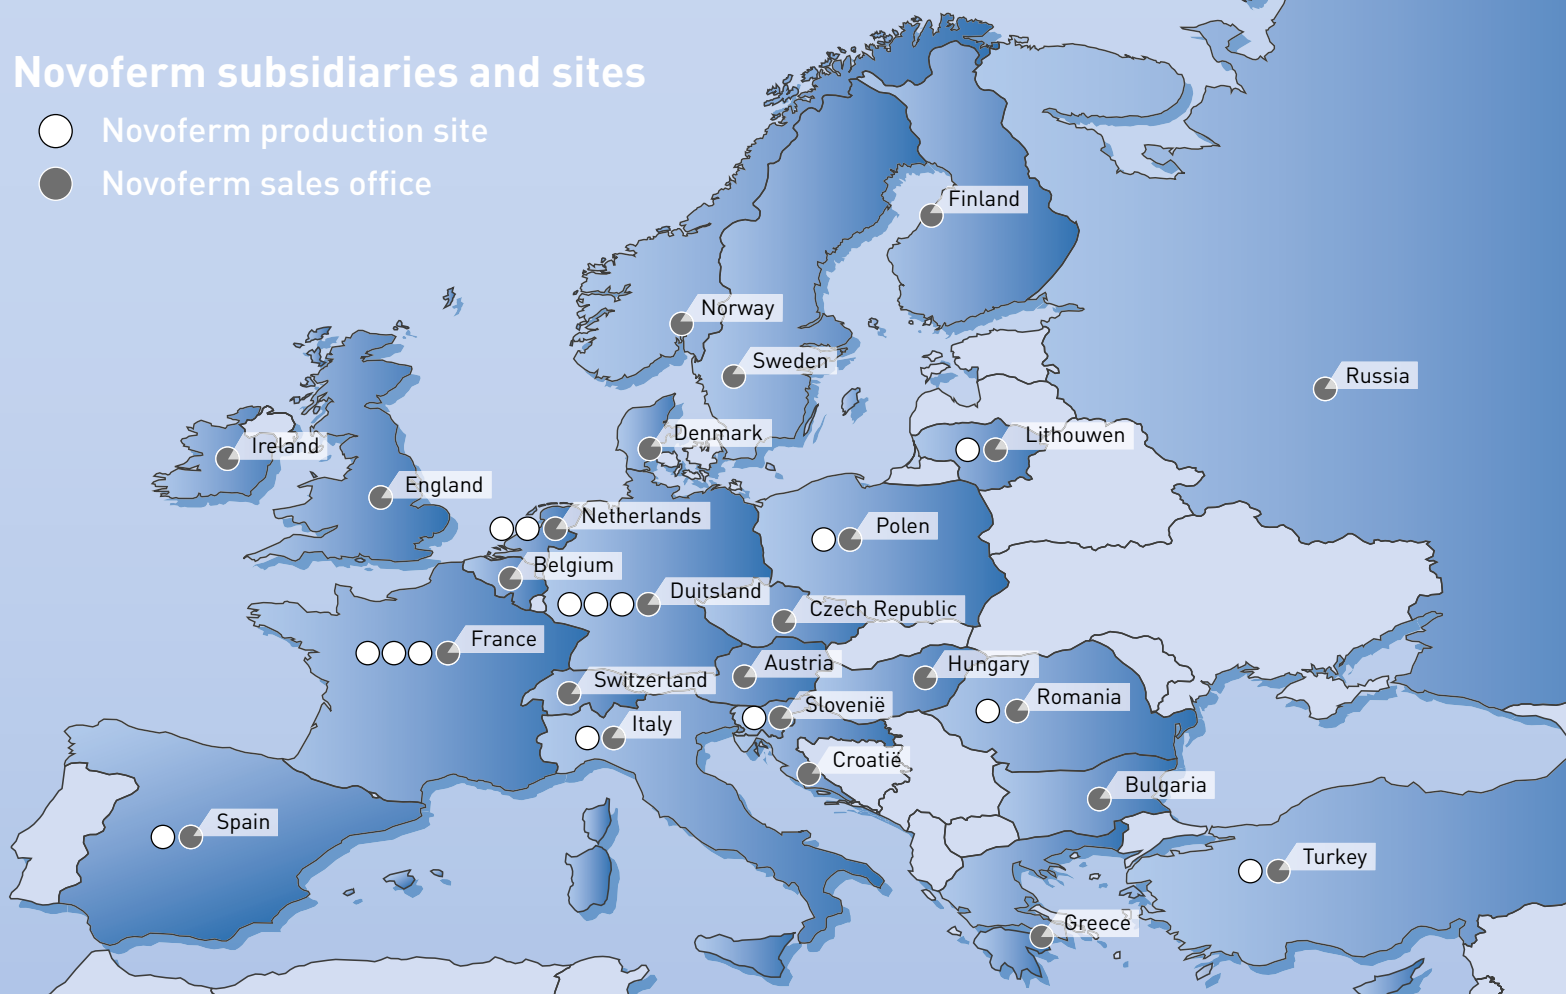 Novoferm subsidiaries and sites
Novoferm production site
Novoferm sales office
Finland
Norway
Sweden
Russia
Denmark
Lithouwen
Ireland
England
Netherlands
Polen
Belgium
Duitsland
Czech Republic
France
Austria
Hungary
Switzerland
Romania
Slovenië
Italy
Croatië
Bulgaria
Spain
Turkey
Greece